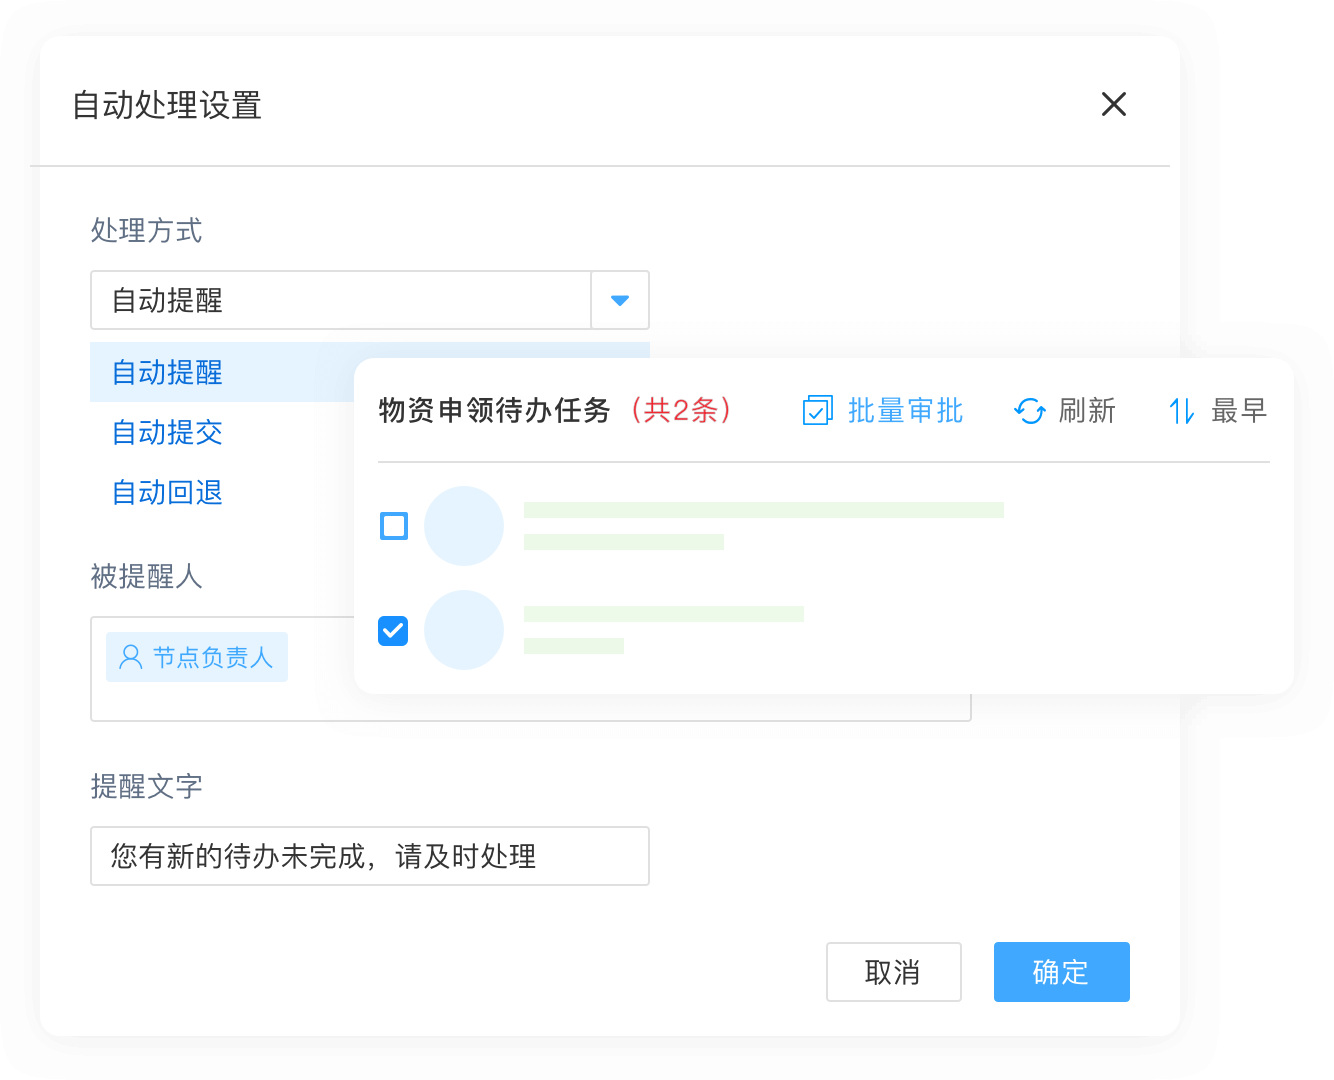 自动处理设置
处理方式
自动提醒
自动提醒
自动提交
自动回退
物资申领待办任务（共2条）
批量审批
刷新
最早
被提醒人
节点负责人
提醒文字
您有新的待办未完成，请及时处理
取消
确定